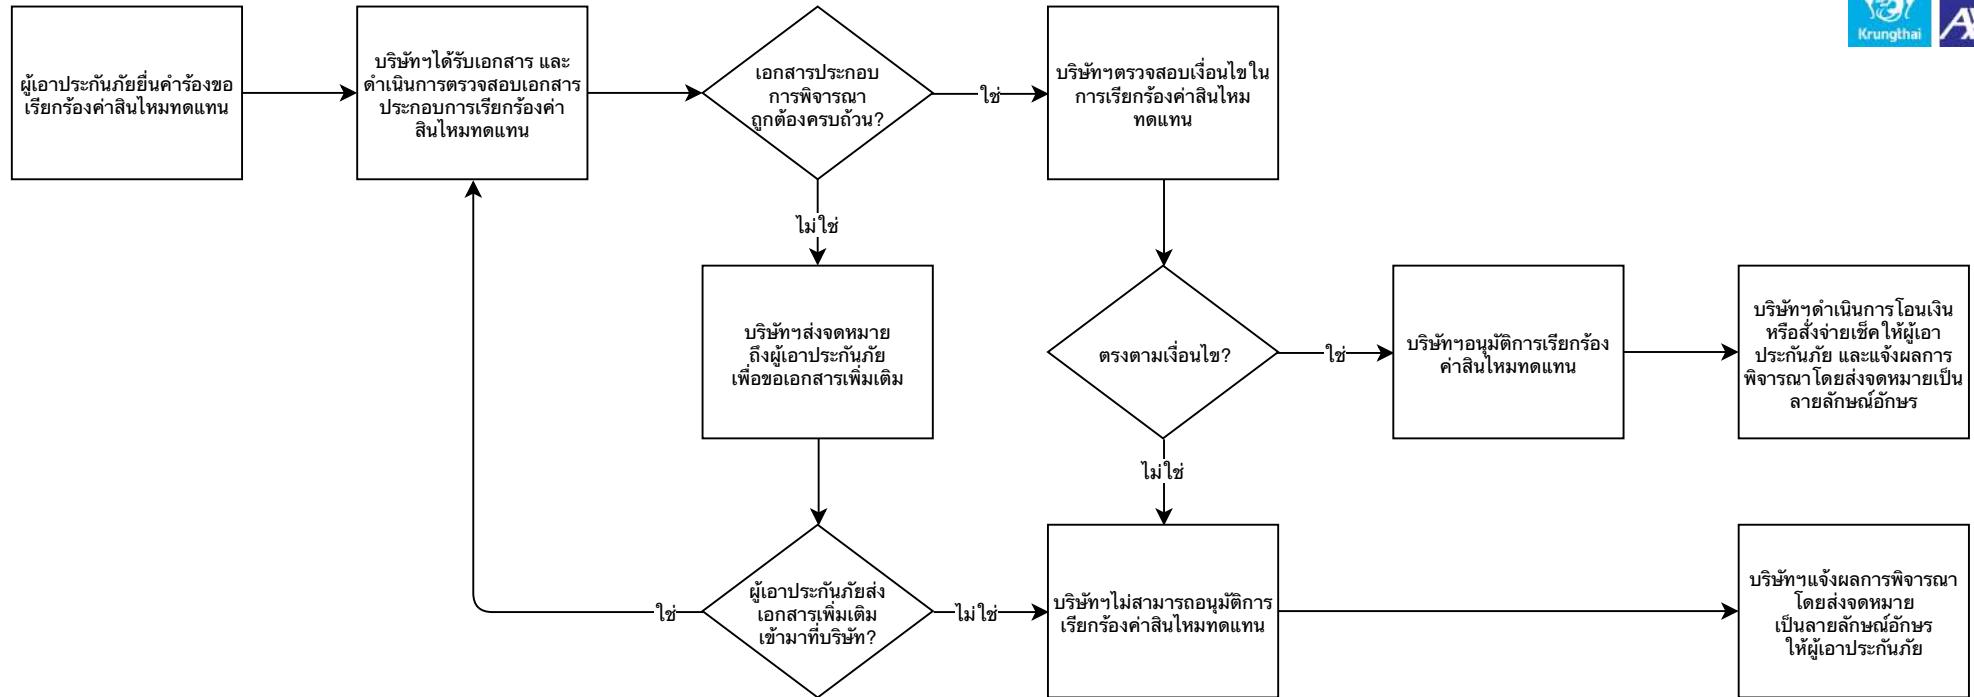 Krungthai
ผู้เอาประกันภัยยื่นคำร้องขอ
เรียกร้องค่าสินไหมทดแทน
บริษัทฯได้รับเอกสาร และ
ดำเนินการตรวจสอบเอกสาร
ประกอบการเรียกร้องค่า
สินไหมทดแทน
เอกสารประกอบ
การพิจารณา
ถูกต้องครบถ้วน?
ใช่
บริษัทฯตรวจสอบเงื่อนไขใน
การเรียกร้องค่าสินไหม
ทดแทน
ไม่ใช่
บริษัทฯส่งจดหมาย
ถึงผู้เอาประกันภัย
เพื่อขอเอกสารเพิ่มเติม
ตรงตามเงื่อนไข?
ใช่
บริษัทฯอนุมัติการเรียกร้อง
ค่าสินไหมทดแทน
บริษัทฯดำเนินการโอนเงิน
หรือสั่งจ่ายเช็คให้ผู้เอา
ประกันภัย และแจ้งผลการ
พิจารณาโดยส่งจดหมายเป็น
ลายลักษณ์อักษร
ไม่ใช่
ผู้เอาประกันภัยส่ง
เอกสารเพิ่มเติม
เข้ามาที่บริษัท?
ใช่
ไม่ใช่
บริษัทฯไม่สามารถอนุมัติการ
เรียกร้องค่าสินไหมทดแทน
บริษัทฯแจ้งผลการพิจารณา
โดยส่งจดหมาย
เป็นลายลักษณ์อักษร
ให้ผู้เอาประกันภัย